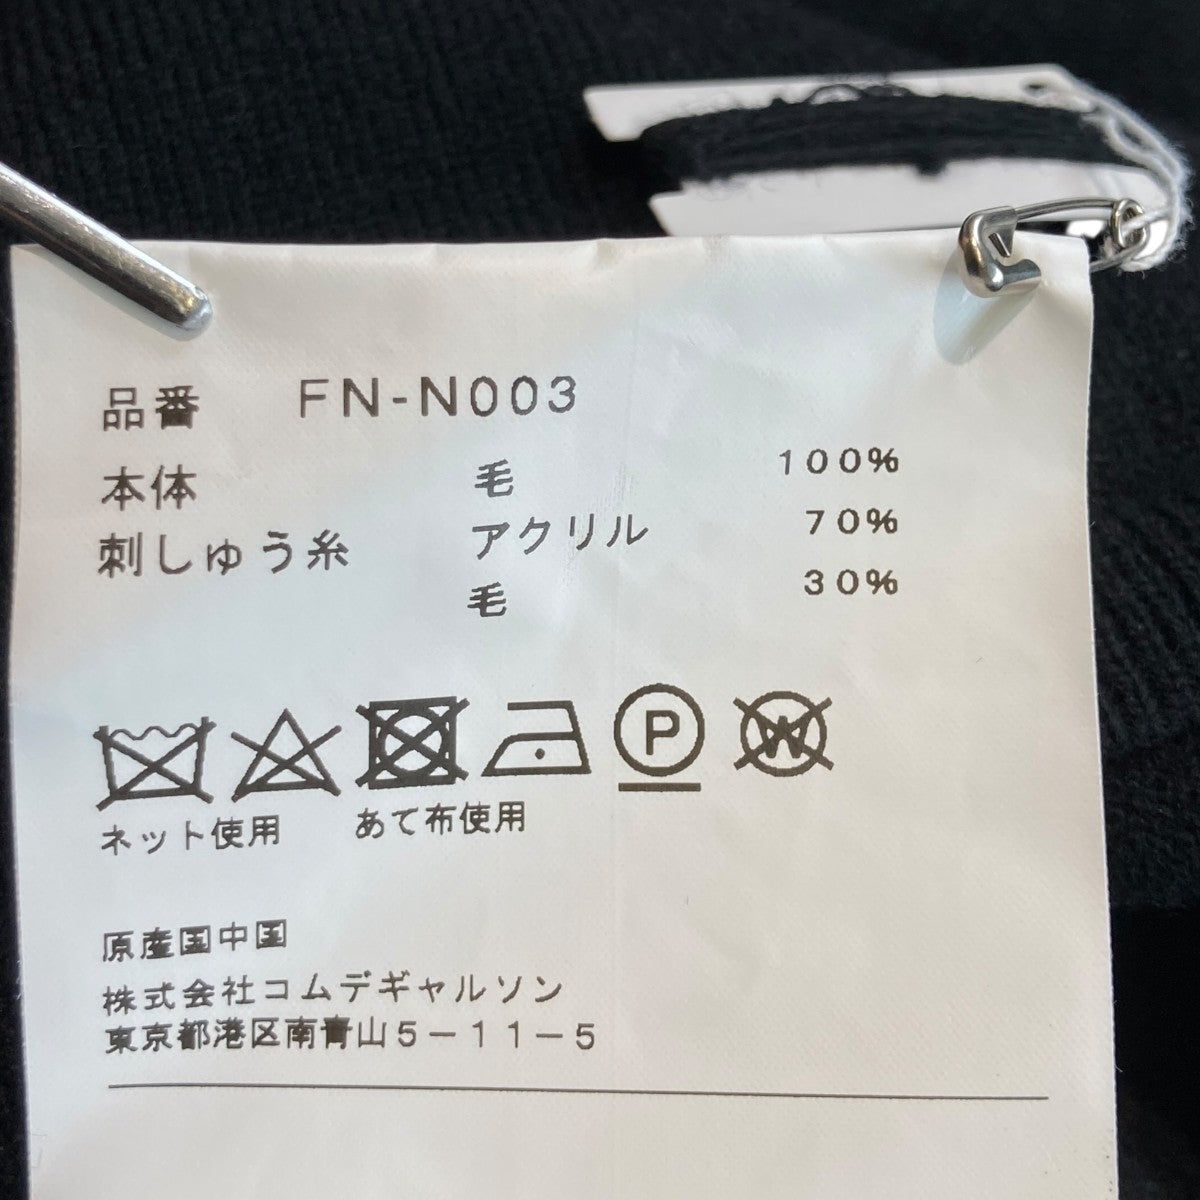 品番 FN-N003
本体 毛 100%
刺しゅう糸 アクリル 70%
毛 30%
P W
ネット使用 あて布使用
原産国中国
株式会社コムデギャルソン
東京都港区南青山5-11-5